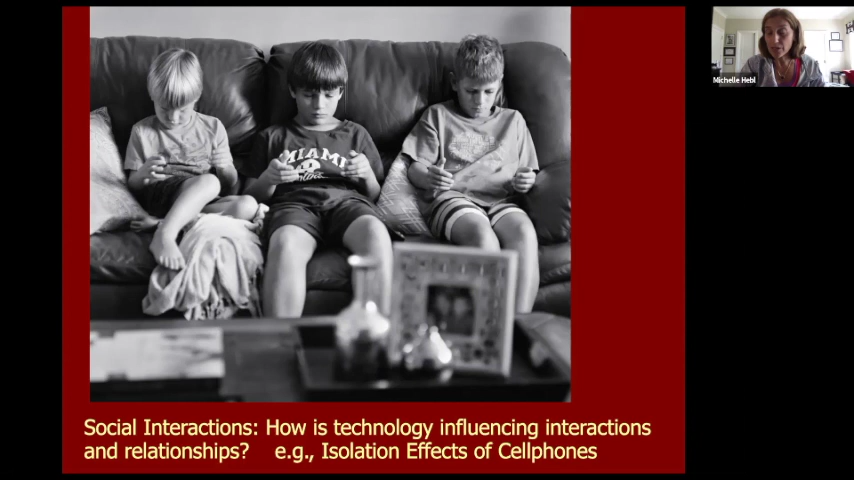 Michelle Hebl
MIAMI
Social Interactions: How is technology influencing interactions
and relationships? e.g., Isolation Effects of Cellphones